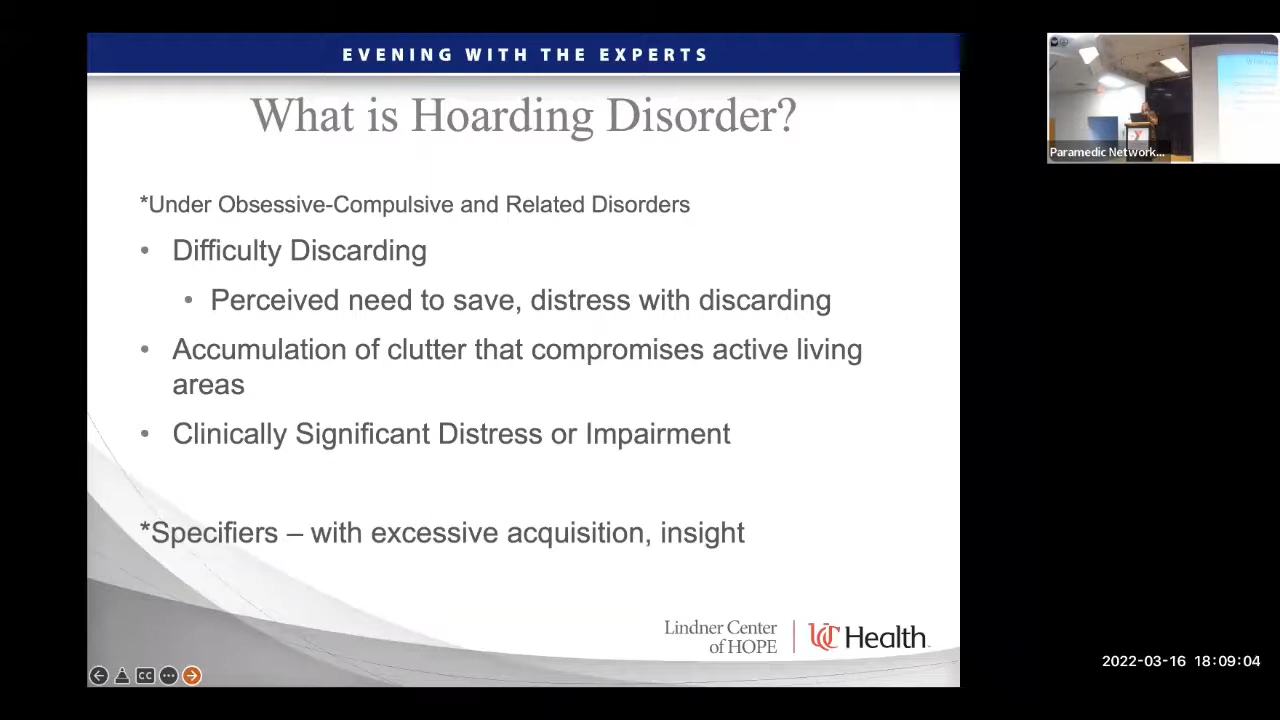 EVENING WITH THE EXPERTS
What is Hoarding Disorder?
*Under Obsessive-Compulsive and Related Disorders
• Difficulty Discarding
• Perceived need to save, distress with discarding
• Accumulation of clutter that compromises active living
areas
• Clinically Significant Distress or Impairment
*Specifiers – with excessive acquisition, insight
Lindner Center
of HOPE
UC Health
CC
Paramedic Network...
2022-03-16 18:09:04